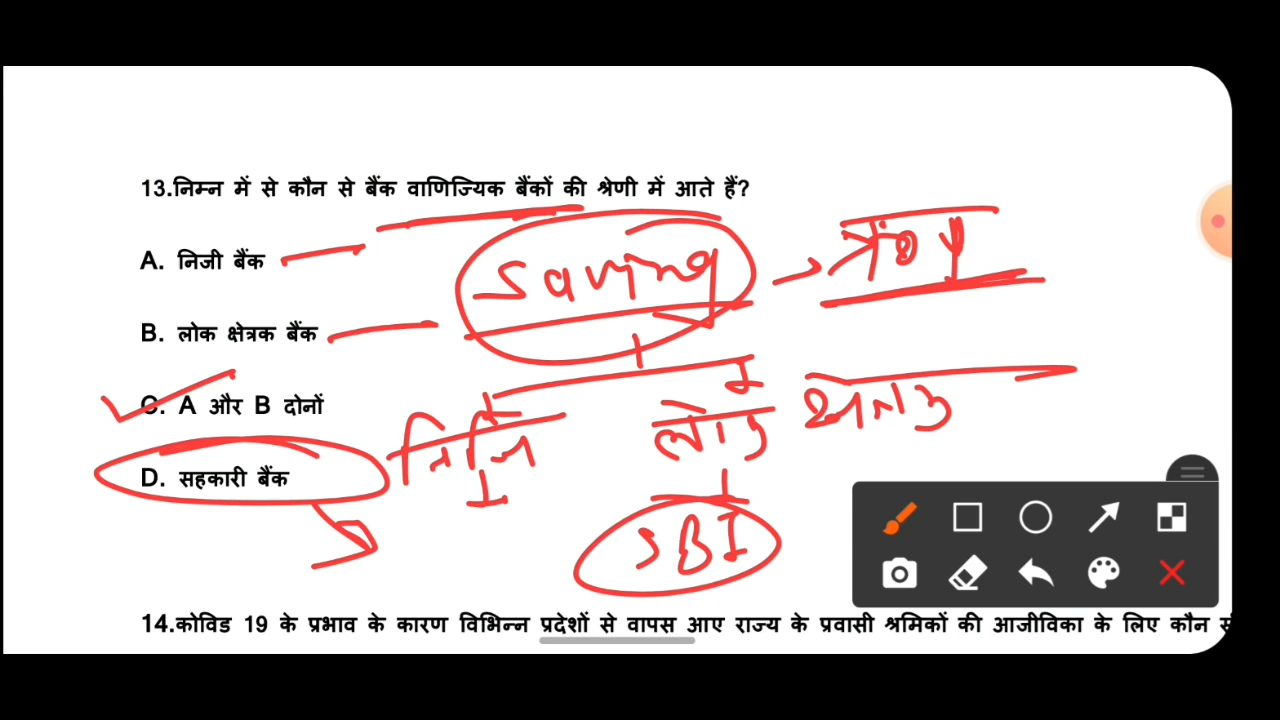 13.निम्न में से कौन से बैंक वाणिज्यिक बैंकों की श्रेणी में आते हैं?
saving
A. निजी बैंक
B. लोक क्षेत्रक बैंक
C. A और B दोनों
निजि लोक
D. सहकारी बैंक
SBI
14.कोविड 19 के प्रभाव के कारण विभिन्न प्रदेशों से वापस आए राज्य के प्रवासी श्रमिकों की आजीविका के लिए कौन